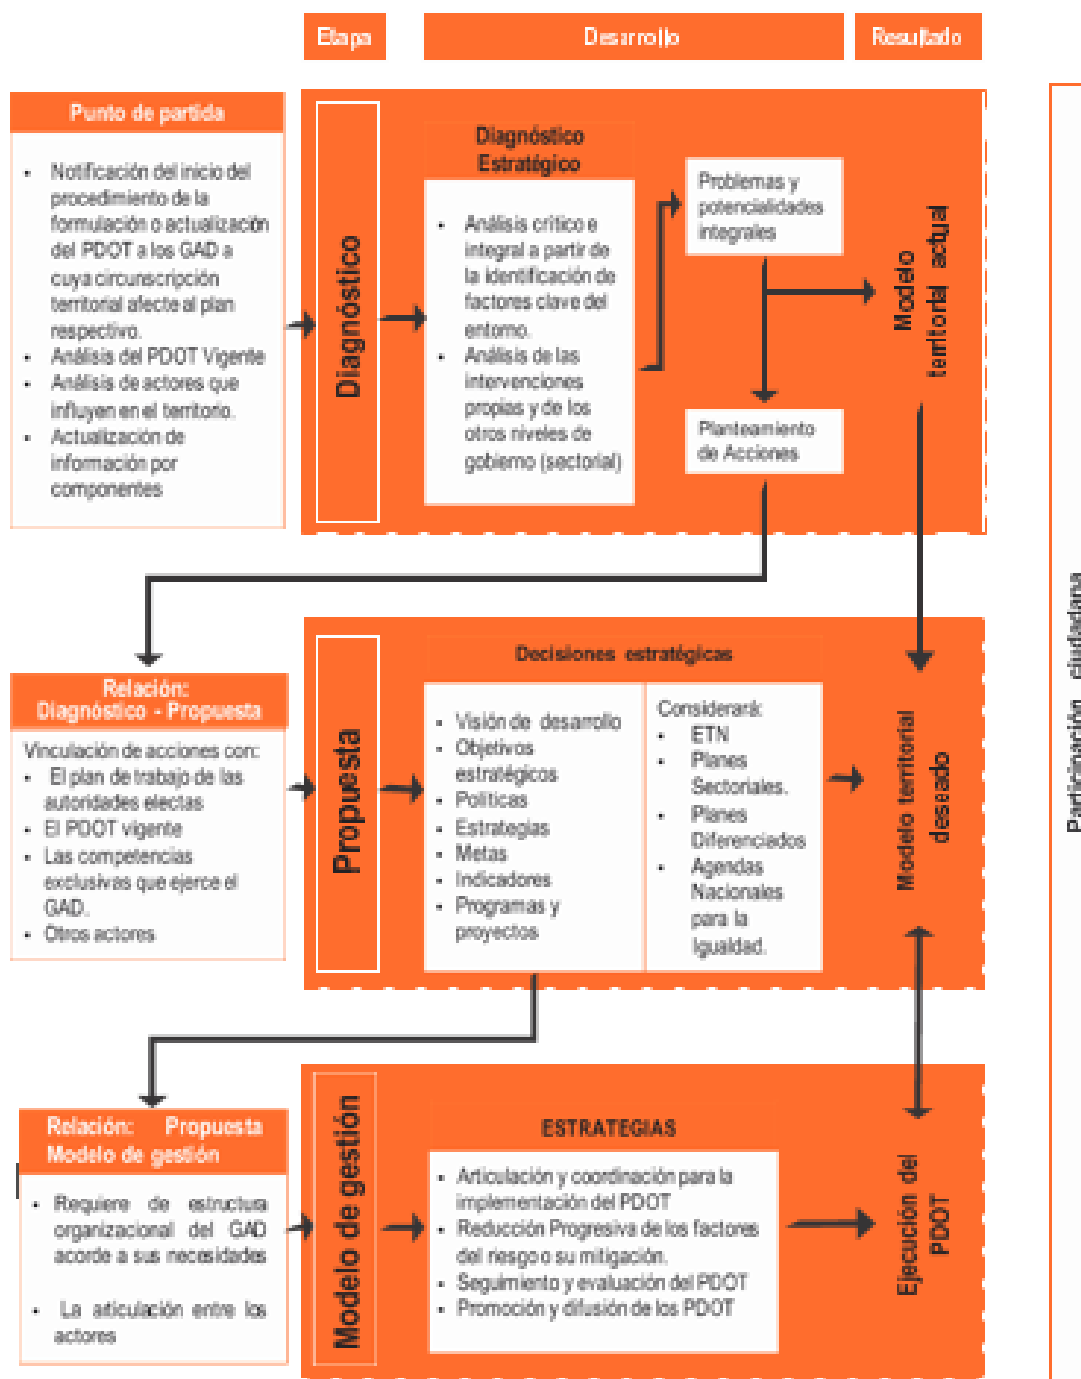 Etapa
Desarrollo
Resultado
Punto de partida
• Notificación del inicio del
procedimiento de la
formulación o actualización
del PDOT a los GAD a
cuya circunscripción
territorial afecte al plan
respectivo.
• Análisis del PDOT Vigente
• Análisis de actores que
influyen en el territorio.
• Actualización de
información por
componentes
Diagnóstico
Diagnóstico
Estratégico
• Análisis crítico e
integral a partir de
la identificación de
factores clave del
entorno.
• Análisis de las
intervenciones
propias y de los
otros niveles de
gobierno (sectorial)
Problemas y
potencialidades
integrales
Planteamiento
de Acciones
Modelo
territorial actual
Relación:
Diagnóstico - Propuesta
Vinculación de acciones con:
• El plan de trabajo de las
autoridades electas
• El PDOT vigente
• Las competencias
exclusivas que ejerce el
GAD.
• Otros actores
Propuesta
Decisiones estratégicas
• Visión de desarrollo
• Objetivos
estratégicos
• Políticas
• Estrategias
• Metas
• Indicadores
• Programas y
proyectos
Considerará:
• ETN
• Planes
Sectoriales.
• Planes
Diferenciados
• Agendas
Nacionales
para la
Igualdad.
Modelo territorial
deseado
Relación: Propuesta
Modelo de gestión
• Requiere de estructura
organizacional del GAD
acorde a sus necesidades
• La articulación entre los
actores
Modelo de gestión
ESTRATEGIAS
• Articulación y coordinación para la
implementación del PDOT
• Reducción Progresiva de los factores
del riesgo o su mitigación.
• Seguimiento y evaluación del PDOT
• Promoción y difusión de los PDOT
Ejecución del
PDOT
Participación ciudadana